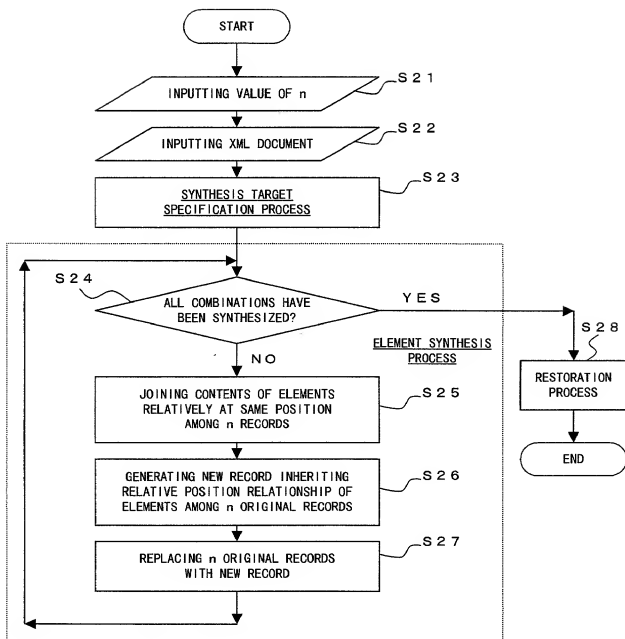 START
INPUTTING VALUE OF n
S21
INPUTTING XML DOCUMENT
S22
SYNTHESIS TARGET
SPECIFICATION PROCESS
S23
S24
ALL COMBINATIONS HAVE
BEEN SYNTHESIZED?
YES
NO
ELEMENT SYNTHESIS
PROCESS
S28
RESTORATION
PROCESS
END
JOINING CONTENTS OF ELEMENTS
RELATIVELY AT SAME POSITION
AMONG n RECORDS
S25
GENERATING NEW RECORD INHERITING
RELATIVE POSITION RELATIONSHIP OF
ELEMENTS AMONG n ORIGINAL RECORDS
S26
REPLACING n ORIGINAL RECORDS
WITH NEW RECORD
S27